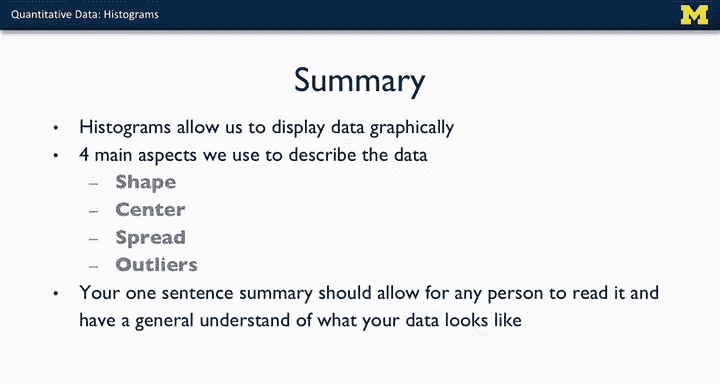 Quantitative Data: Histograms
M
Summary
• Histograms allow us to display data graphically
• 4 main aspects we use to describe the data
– Shape
– Center
– Spread
– Outliers
• Your one sentence summary should allow for any person to read it and
have a general understand of what your data looks like